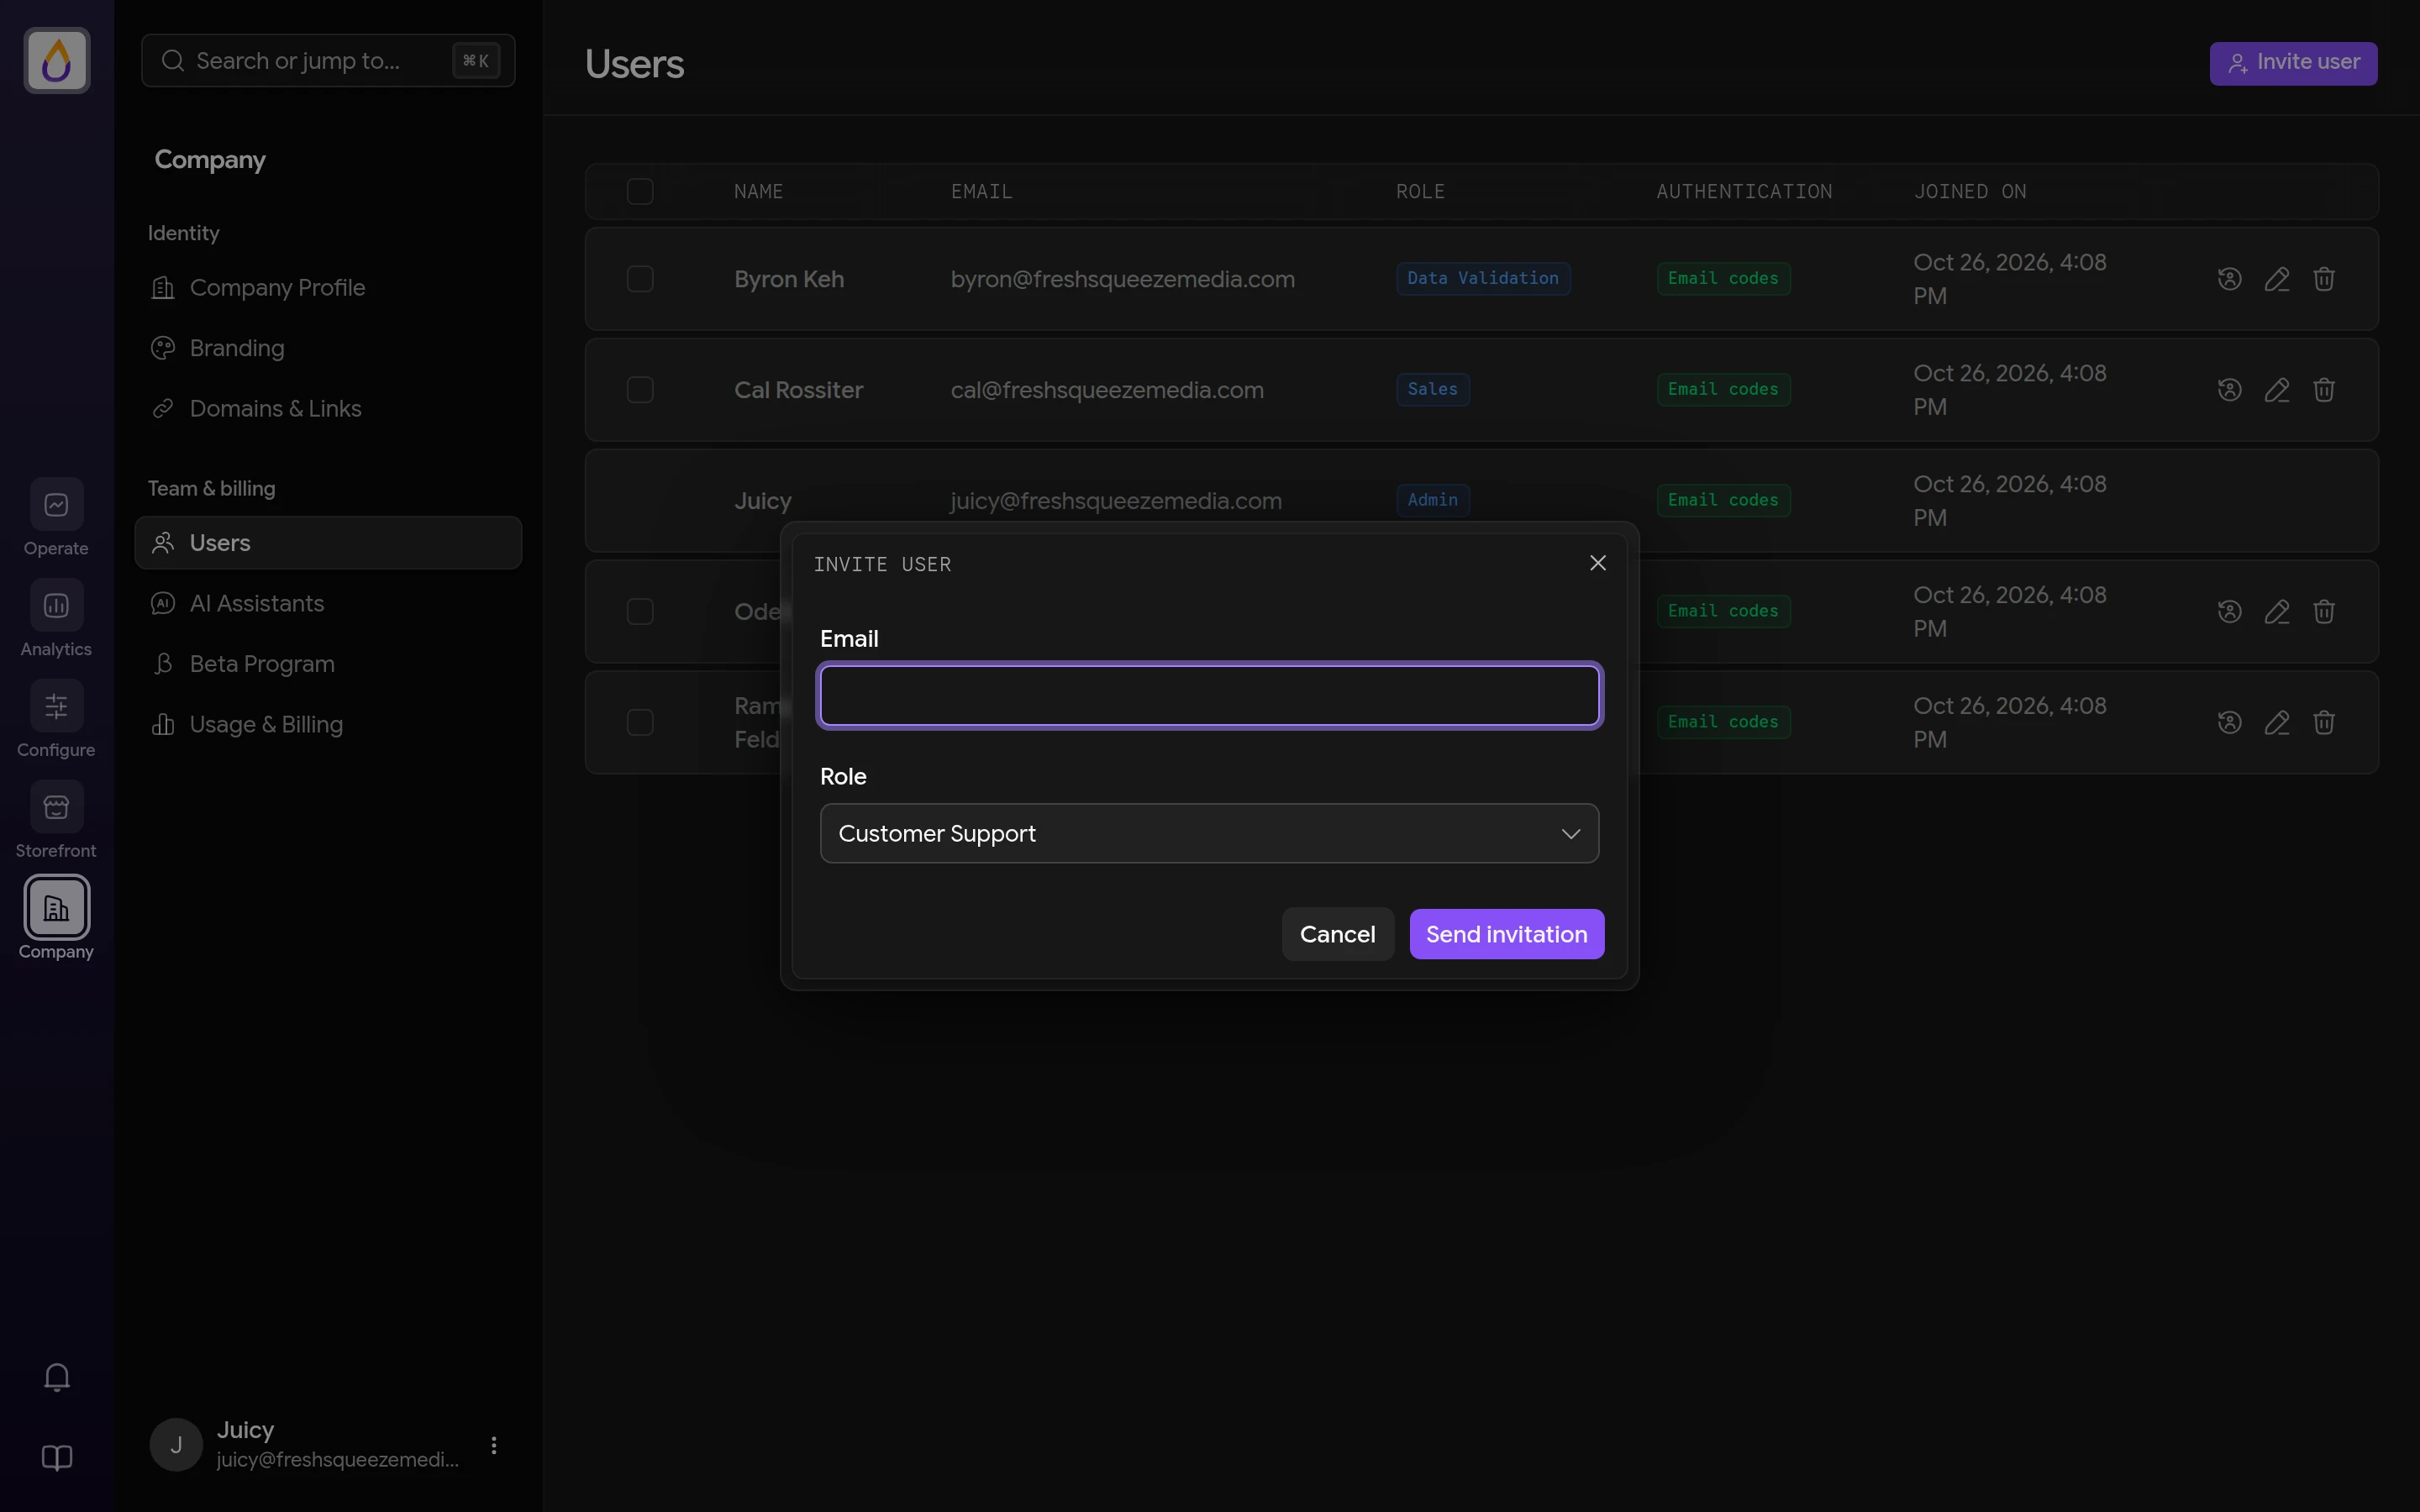 Search or jump to...
⌘K
Users
Invite user
Company
Identity
Company Profile
Branding
Domains & Links
Team & billing
Users
AI Assistants
Beta Program
Usage & Billing
Operate
Analytics
Configure
Storefront
Company
NAME EMAIL ROLE AUTHENTICATION JOINED ON
Byron Keh byron@freshsqueezemedia.com Data Validation Email codes Oct 26, 2026, 4:08
PM
Cal Rossiter cal@freshsqueezemedia.com Sales Email codes Oct 26, 2026, 4:08
PM
Juicy juicy@freshsqueezemedia.com Admin Email codes Oct 26, 2026, 4:08
PM
Email codes Oct 26, 2026, 4:08
PM
Email codes Oct 26, 2026, 4:08
PM
INVITE USER
Email
Role
Customer Support
Cancel
Send invitation
J
Juicy
juicy@freshsqueezemedi...